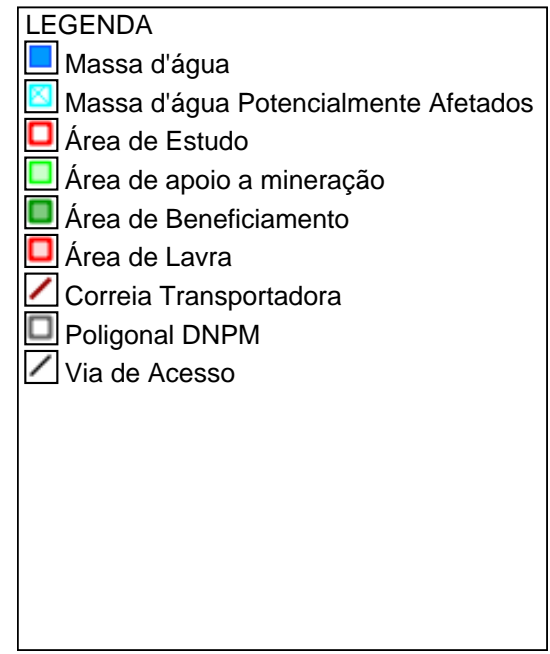 LEGENDA
Massa d'água
Massa d'água Potencialmente Afetados
Área de Estudo
Área de apoio a mineração
Área de Beneficiamento
Área de Lavra
Correia Transportadora
Poligonal DNPM
Via de Acesso